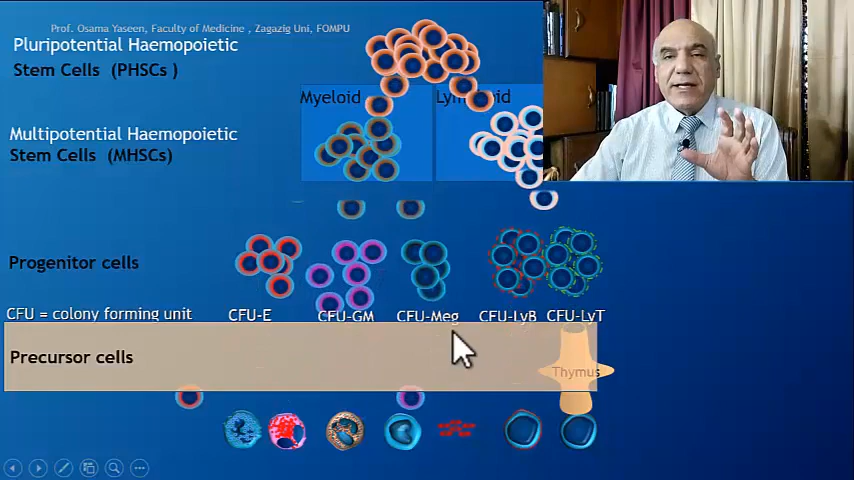 Prof. Osama Yaseen, Faculty of Medicine , Zagazig Uni, FOMPU
Pluripotential Haemopoietic
Stem Cells (PHSCs )
Myeloid
Multipotential Haemopoietic
Stem Cells (MHSCs)
Progenitor cells
CFU = colony forming unit
CFU-E
CFU-GM
CFU-Meg
CFU-LyB
CFU-LyT
Precursor cells
Thymus